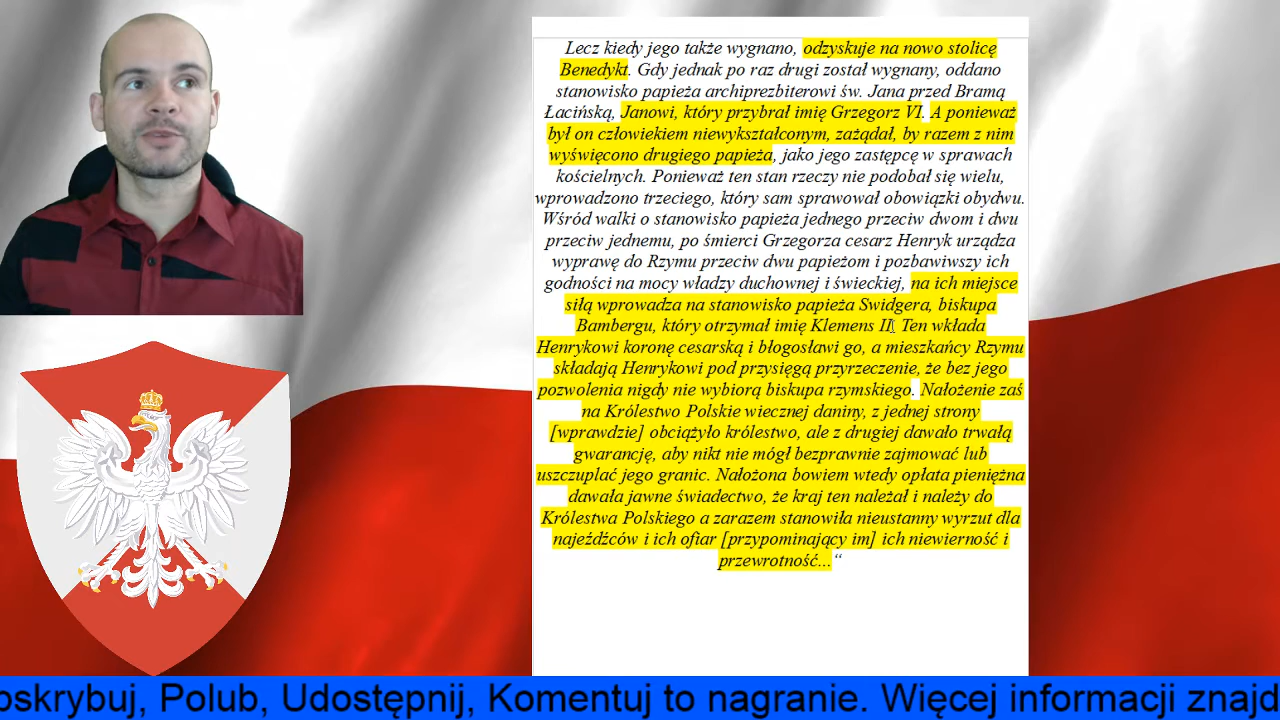 Lecz kiedy jego także wygnano, odzyskuje na nowo stolicę
Benedykt. Gdy jednak po raz drugi został wygnany, oddano
stanowisko papieża archiprezbiterowi św. Jana przed Bramą
Łacińską, Janowi, który przybrał imię Grzegorz VI. A ponieważ
był on człowiekiem niewykształconym, zażądał, by razem z nim
wyświęcono drugiego papieża, jako jego zastępcę w sprawach
kościelnych. Ponieważ ten stan rzeczy nie podobał się wielu,
wprowadzono trzeciego, który sam sprawował obowiązki obydwu.
Wśród walki o stanowisko papieża jednego przeciw dwom i dwu
przeciw jednemu, po śmierci Grzegorza cesarz Henryk urządza
wyprawę do Rzymu przeciw dwu papieżom i pozbawiwszy ich
godności na mocy władzy duchownej i świeckiej, na ich miejsce
siłą wprowadza na stanowisko papieża Swidgera, biskupa
Bambergu, który otrzymał imię Klemens II. Ten wkłada
Henrykowi koronę cesarską i błogosławi go, a mieszkańcy Rzymu
składają Henrykowi pod przysięgą przyrzeczenie, że bez jego
pozwolenia nigdy nie wybiorą biskupa rzymskiego. Nałożenie zaś
na Królestwo Polskie wiecznej daniny, z jednej strony
[wprawdzie] obciążyło królestwo, ale z drugiej dawało trwałą
gwarancję, aby nikt nie mógł bezprawnie zajmować lub
uszczuplać jego granic. Nałożona bowiem wtedy opłata pieniężna
dawała jawne świadectwo, że kraj ten należał i należy do
Królestwa Polskiego a zarazem stanowiła nieustanny wyrzut dla
najeźdźców i ich ofiar [przypominający im] ich niewierność i
przewrotność...“
oskrybuj, Polub, Udostępnij, Komentuj to nagranie. Więcej informacji znajd